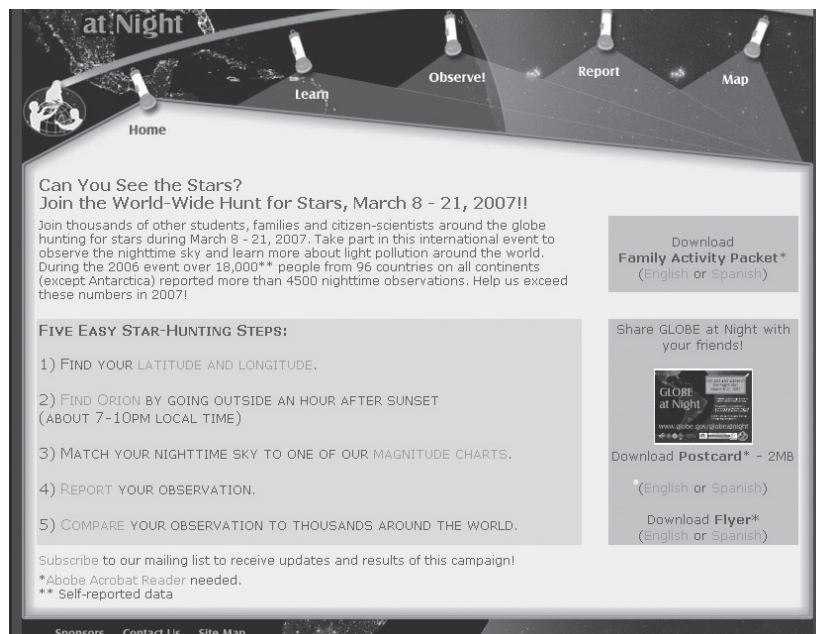 at Night
Home
Learn
Observe!
Report
Map
Can You See the Stars?
Join the World-Wide Hunt for Stars, March 8 - 21, 2007!!
Join thousands of other students, families and citizen-scientists around the globe
hunting for stars during March 8 - 21, 2007. Take part in this international event to
observe the nighttime sky and learn more about light pollution around the world.
During the 2006 event over 18,000** people from 96 countries on all continents
(except Antarctica) reported more than 4500 nighttime observations. Help us exceed
these numbers in 2007!
FIVE EASY STAR-HUNTING STEPS:
1) FIND YOUR LATITUDE AND LONGITUDE.
2) FIND ORION BY GOING OUTSIDE AN HOUR AFTER SUNSET
(ABOUT 7-10PM LOCAL TIME)
3) MATCH YOUR NIGHTTIME SKY TO ONE OF OUR MAGNITUDE CHARTS.
4) REPORT YOUR OBSERVATION.
5) COMPARE YOUR OBSERVATION TO THOUSANDS AROUND THE WORLD.
Subscribe to our mailing list to receive updates and results of this campaign!
*Abobe Acrobat Reader needed.
** Self-reported data
Download
Family Activity Packet*
(English or Spanish)
Share GLOBE at Night with
your friends!
GLOBE
at Night
www.globe.gov/globeatnight
Download Postcard* - 2MB
(English or Spanish)
Download Flyer*
(English or Spanish)
Sponsors Contact Us Site Map